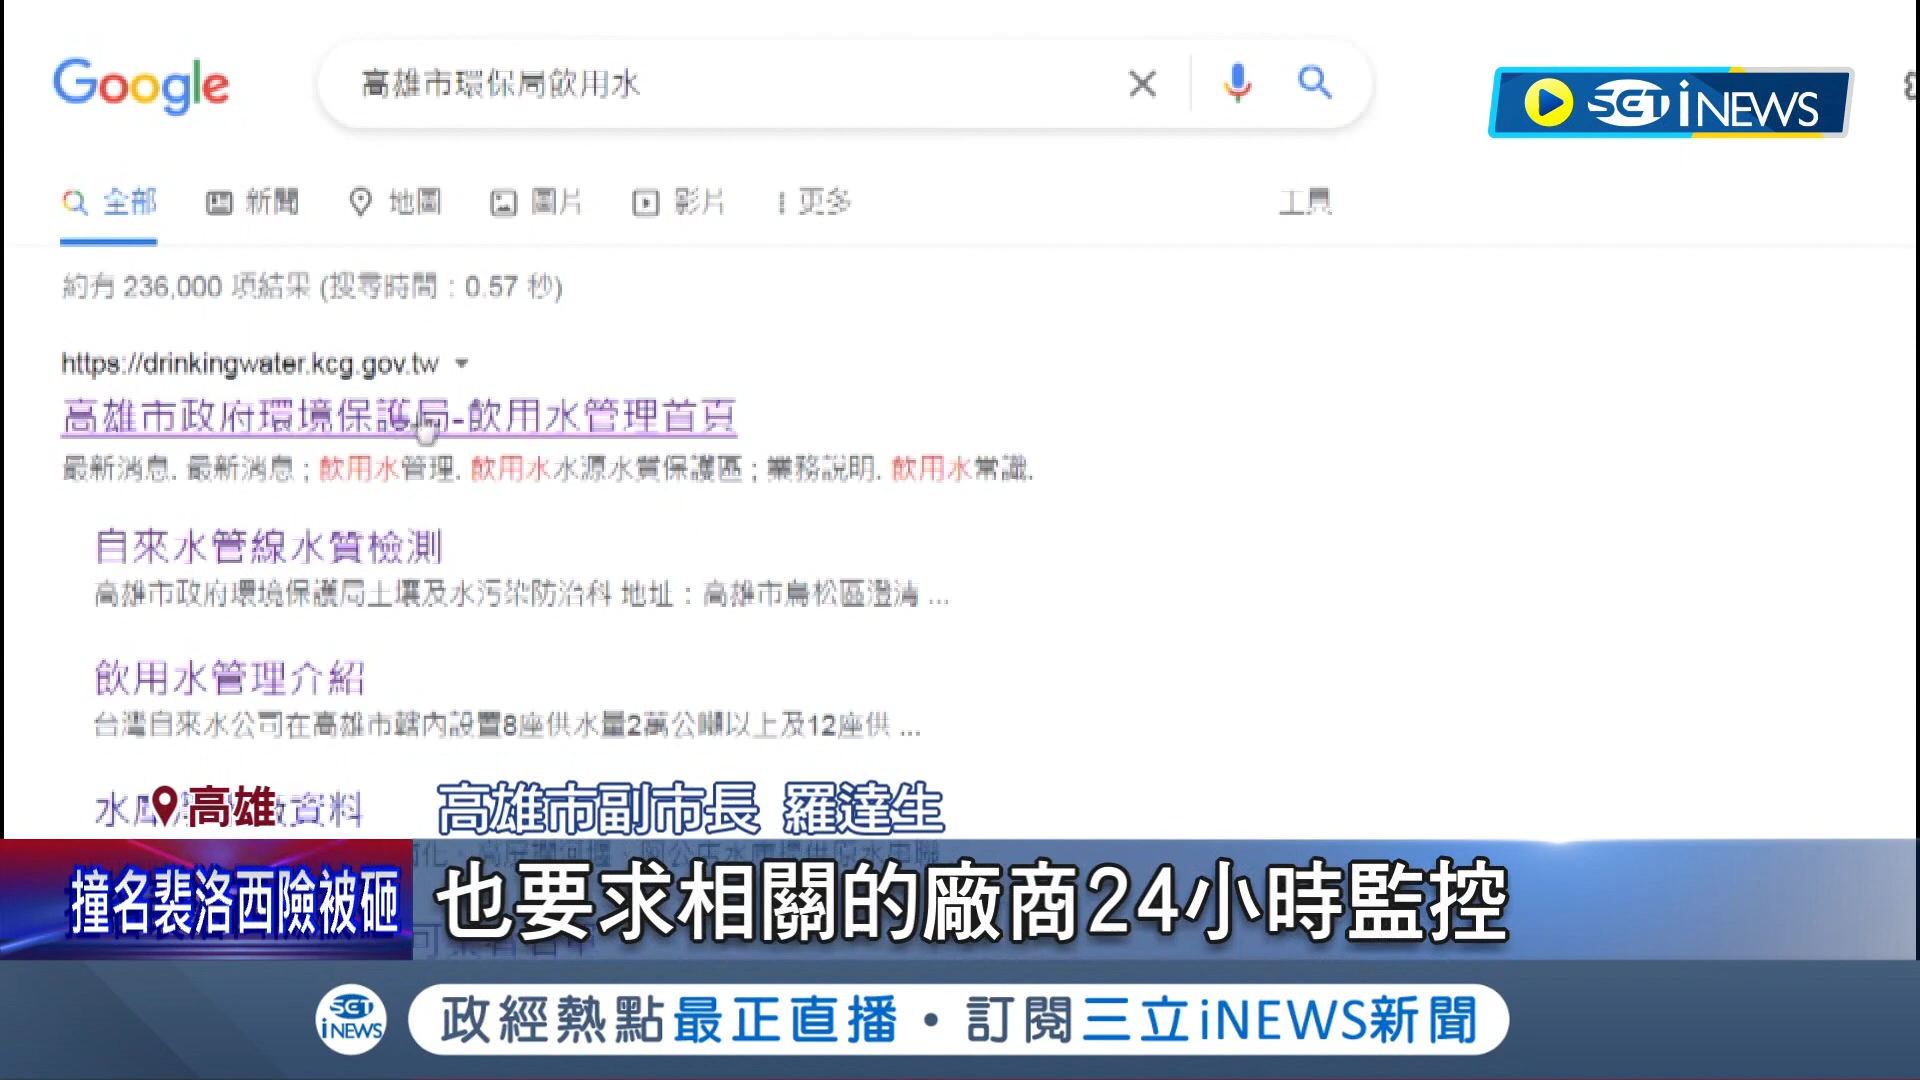 Google
高雄市環保局飲用水
SET iNEWS
全部 新聞 地圖 圖片 影片 更多 工具
約有 236,000 項結果 (搜尋時間：0.57 秒)
https://drinkingwater.kcg.gov.tw
高雄市政府環境保護局-飲用水管理首頁
最新消息. 最新消息；飲用水管理. 飲用水水源水質保護區；業務說明. 飲用水常識.
自來水管線水質檢測
高雄市政府環境保護局土壤及水污染防治科 地址：高雄市鳥松區澄清 ...
飲用水管理介紹
台灣自來水公司在高雄市轄內設置8座供水量2萬公噸以上及12座供 ...
水庫 資料
高雄
高雄市副市長 羅達生
撞名裴洛西險被砸
也要求相關的廠商24小時監控
SET iNEWS
政經熱點最正直播・訂閱三立iNEWS新聞